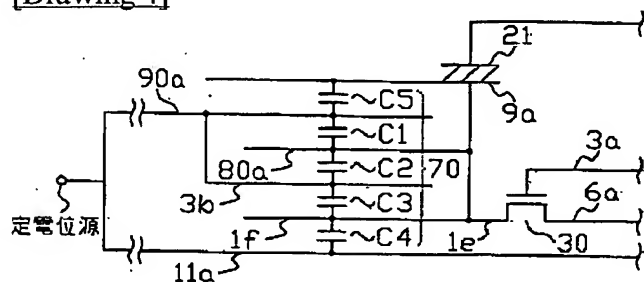 [Drawing 4]
21
90a
9a
C5
C1
3a
C2
70
80a
6a
3b
C3
定電位源
1f
C4
1e
30
11a